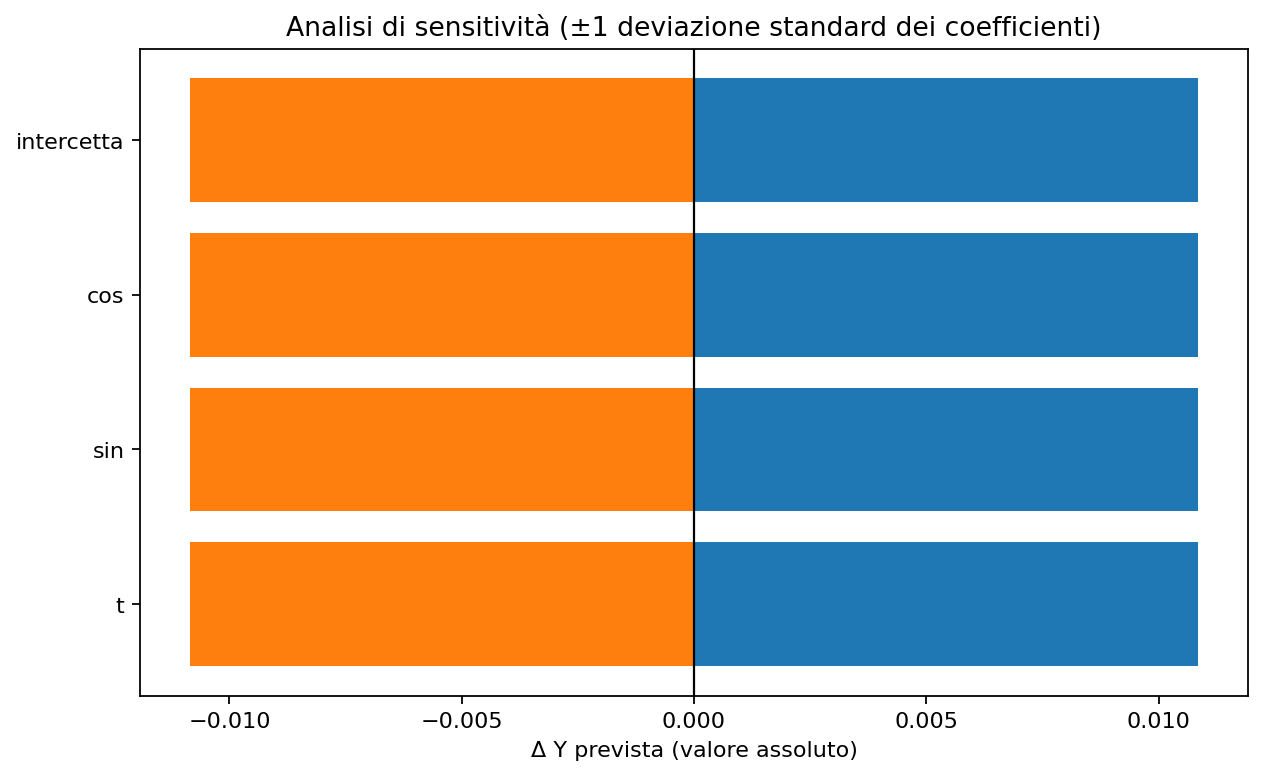 Analisi di sensitività (±1 deviazione standard dei coefficienti)
intercetta
cos
sin
t
−0.010 −0.005 0.000 0.005 0.010
Δ Y prevista (valore assoluto)